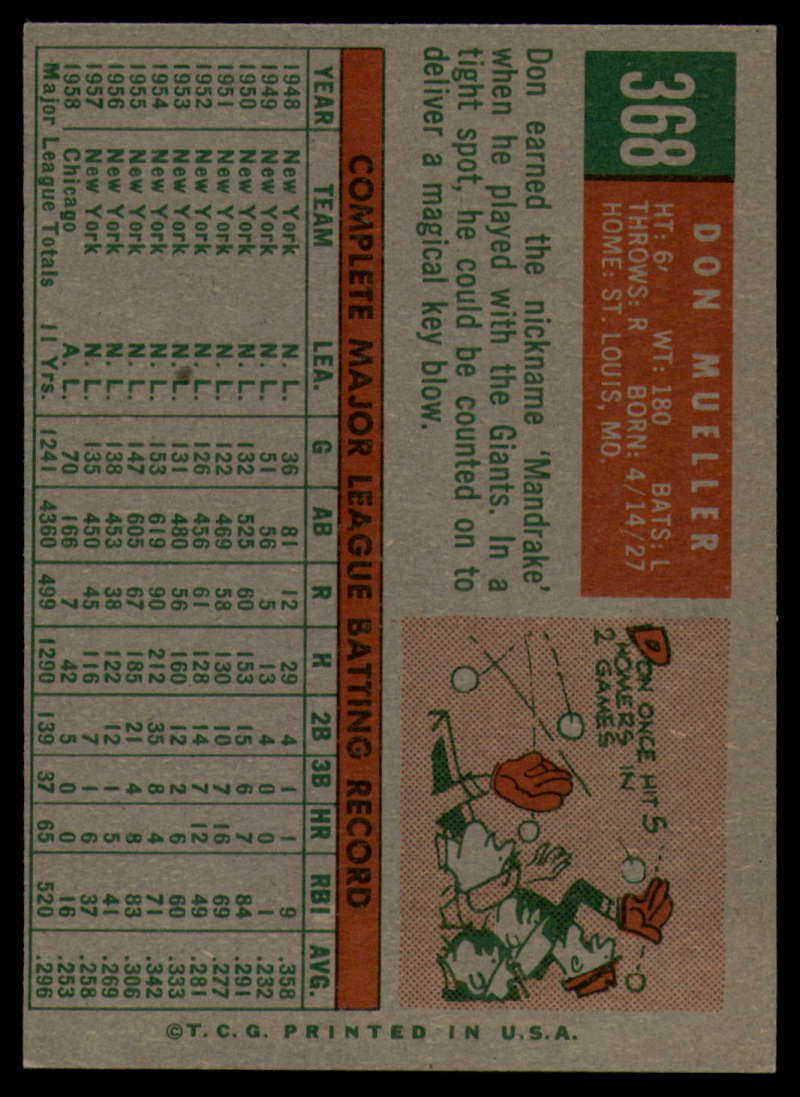 368
DON MUELLER
HT: 6' WT: 180 BATS: L
THROWS: R BORN: 4/14/27
HOME: ST. LOUIS, MO.
Don earned the nickname 'Mandrake'
when he played with the Giants. In a
tight spot, he could be counted on to
deliver a magical key blow.
DON ONCE HIT 5
HOMERS IN
2 GAMES
COMPLETE MAJOR LEAGUE BATTING RECORD
YEAR TEAM LEA. G AB R H 2B 3B HR RBI AVG.
1948 New York N. L. 36 81 12 29 4 1 1 9 .358
1949 New York N. L. 51 56 5 13 4 0 0 1 .232
1950 New York N. L. 132 525 60 153 15 6 7 84 .291
1951 New York N. L. 122 469 58 130 10 7 16 69 .277
1952 New York N. L. 126 456 61 128 14 7 12 49 .281
1953 New York N. L. 131 480 56 160 12 2 6 60 .333
1954 New York N. L. 153 619 90 212 35 8 4 71 .342
1955 New York N. L. 147 605 67 185 21 4 8 83 .306
1956 New York N. L. 138 453 38 122 12 1 5 41 .269
1957 New York N. L. 135 450 45 116 7 1 6 37 .258
1958 Chicago A. L. 70 166 7 42 5 0 0 16 .253
Major League Totals 11 Yrs. 1241 4360 499 1290 139 37 65 520 .296
©T. C. G. PRINTED IN U.S.A.